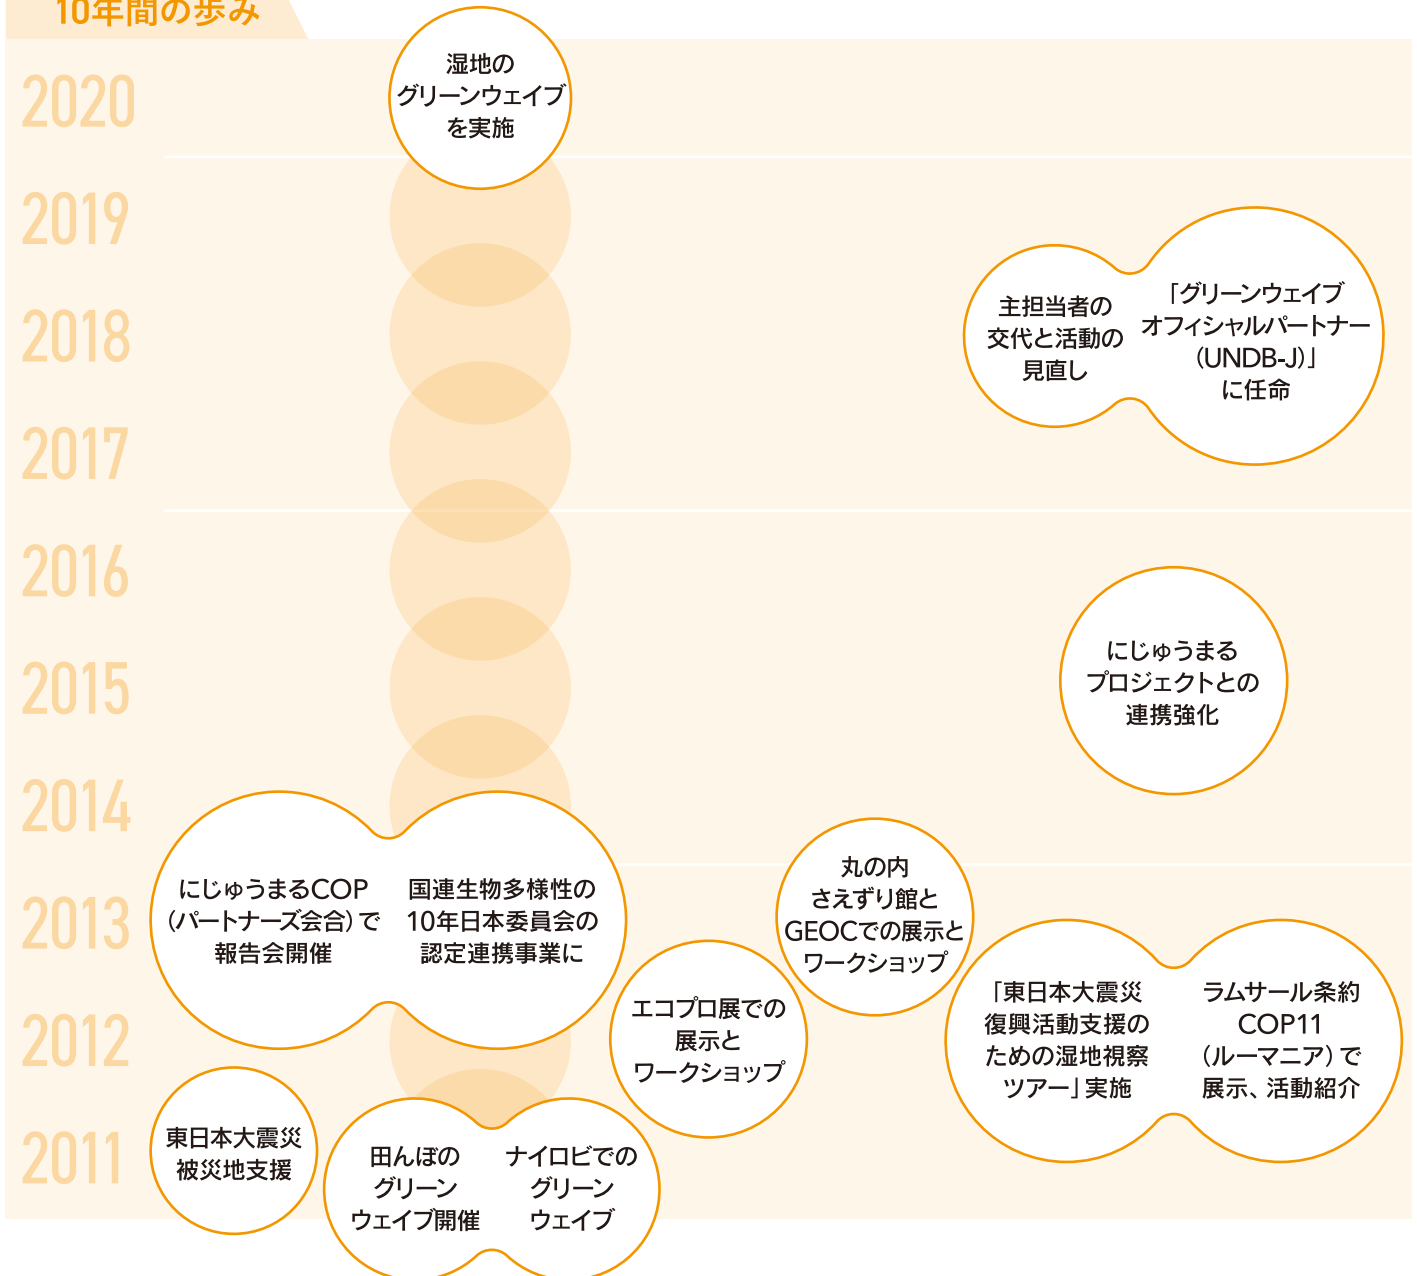 10年間の歩み
2020
湿地の
グリーンウェイブ
を実施
2019
2018
主担当者の
交代と活動の
見直し
「グリーンウェイブ
オフィシャルパートナー
(UNDB-J)」
に任命
2017
2016
2015
にじゅうまる
プロジェクトとの
連携強化
2014
2013
にじゅうまるCOP
(パートナーズ会合)で
報告会開催
国連生物多様性の
10年日本委員会の
認定連携事業に
丸の内
さえずり館と
GEOCでの展示と
ワークショップ
2012
エコプロ展での
展示と
ワークショップ
「東日本大震災
復興活動支援の
ための湿地視察
ツアー」実施
ラムサール条約
COP11
(ルーマニア)で
展示、活動紹介
2011
東日本大震災
被災地支援
田んぼの
グリーン
ウェイブ開催
ナイロビでの
グリーン
ウェイブ